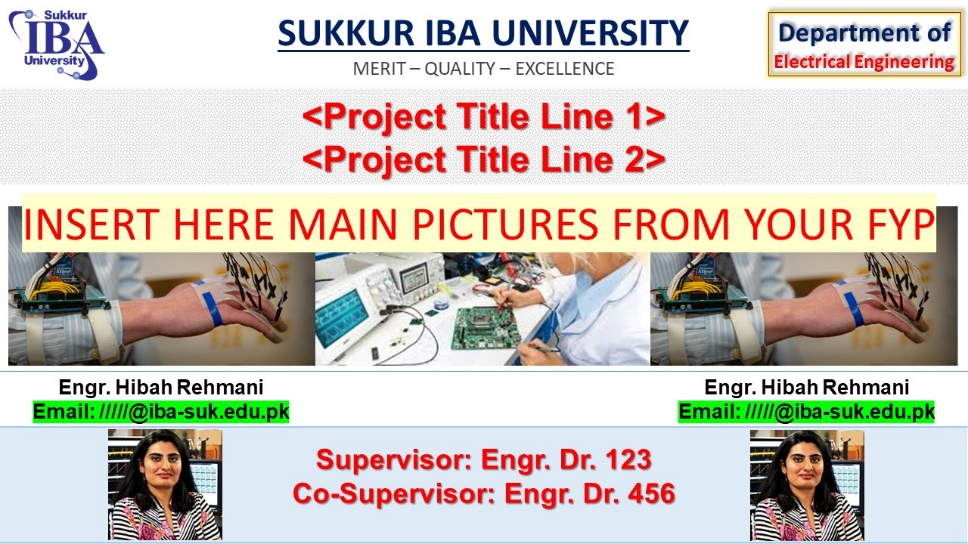 Sukkur
IBA
University
SUKKUR IBA UNIVERSITY
MERIT – QUALITY – EXCELLENCE
Department of
Electrical Engineering
<Project Title Line 1>
<Project Title Line 2>
INSERT HERE MAIN PICTURES FROM YOUR FYP
Engr. Hibah Rehmani
Email: /////@iba-suk.edu.pk
Engr. Hibah Rehmani
Email: /////@iba-suk.edu.pk
Supervisor: Engr. Dr. 123
Co-Supervisor: Engr. Dr. 456